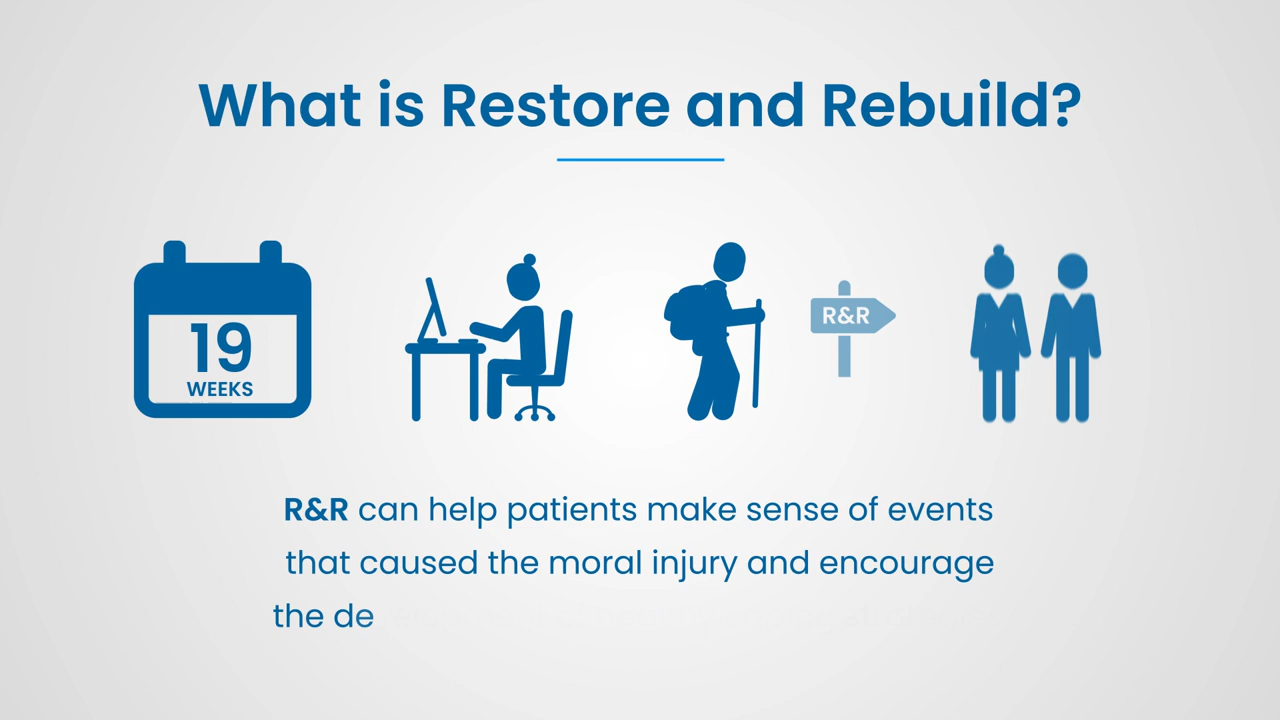 What is Restore and Rebuild?
19
WEEKS
R&R
R&R can help patients make sense of events
that caused the moral injury and encourage
the de